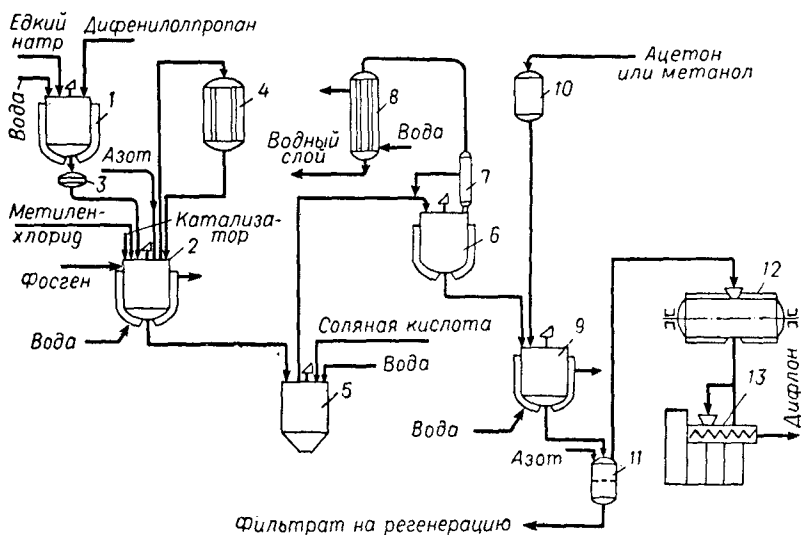 Едкий
натр
Дифенилолпропан
Вода
1
3
Азот
4
Метилен-
хлорид
Катализа-
тор
2
Фосген
Вода
8
Вода
Водный
слой
7
6
Соляная кислота
Вода
5
Ацетон
или метанол
10
9
Вода
Азот
11
Фильтрат на регенерацию
12
13
Дифлон